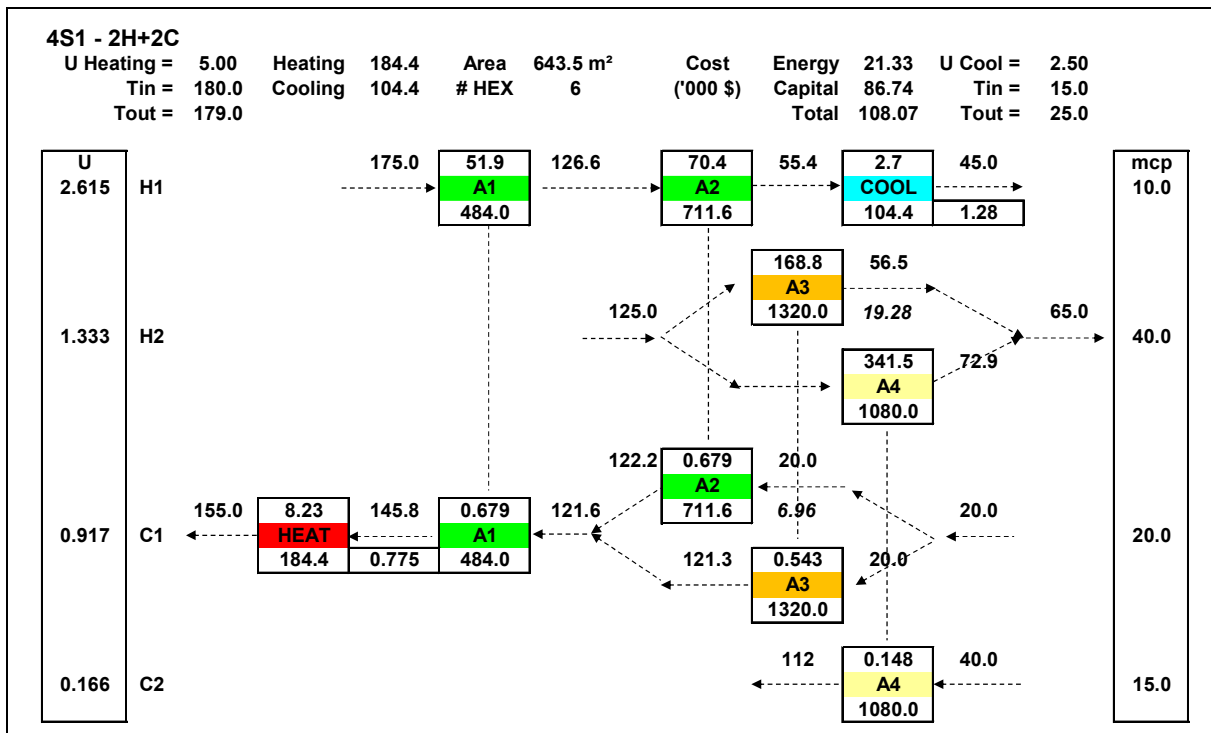 4S1 - 2H+2C
U Heating = 5.00 Heating 184.4 Area 643.5 m² Cost Energy 21.33 U Cool = 2.50
Tin = 180.0 Cooling 104.4 # HEX 6 ('000 $) Capital 86.74 Tin = 15.0
Tout = 179.0 Total 108.07 Tout = 25.0
U 175.0 51.9 126.6 70.4 55.4 2.7 45.0 mcp
2.615 H1 A1 A2 COOL 10.0
484.0 711.6 104.4 1.28
168.8 56.5
A3
125.0 1320.0 19.28 65.0
1.333 H2 40.0
341.5 72.9
A4
1080.0
122.2 0.679 20.0
A2
155.0 8.23 145.8 0.679 121.6 711.6 6.96 20.0
0.917 C1 HEAT A1 20.0
184.4 0.775 484.0 121.3 0.543 20.0
A3
1320.0
112 0.148 40.0
0.166 C2 A4 15.0
1080.0